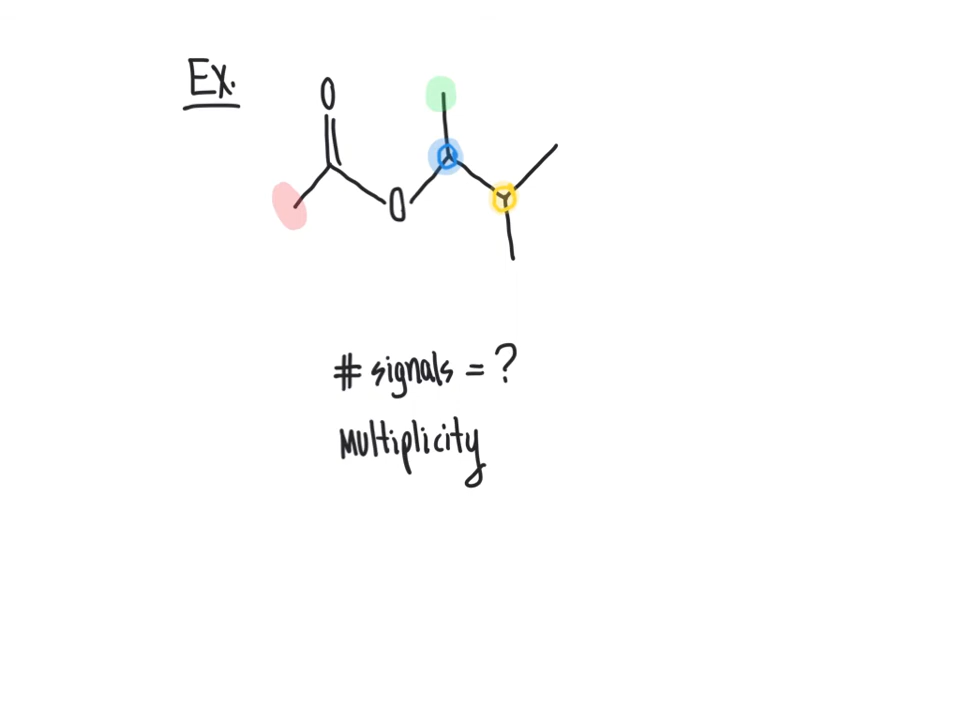 Ex.
O
O
# signals = ?
Multiplicity